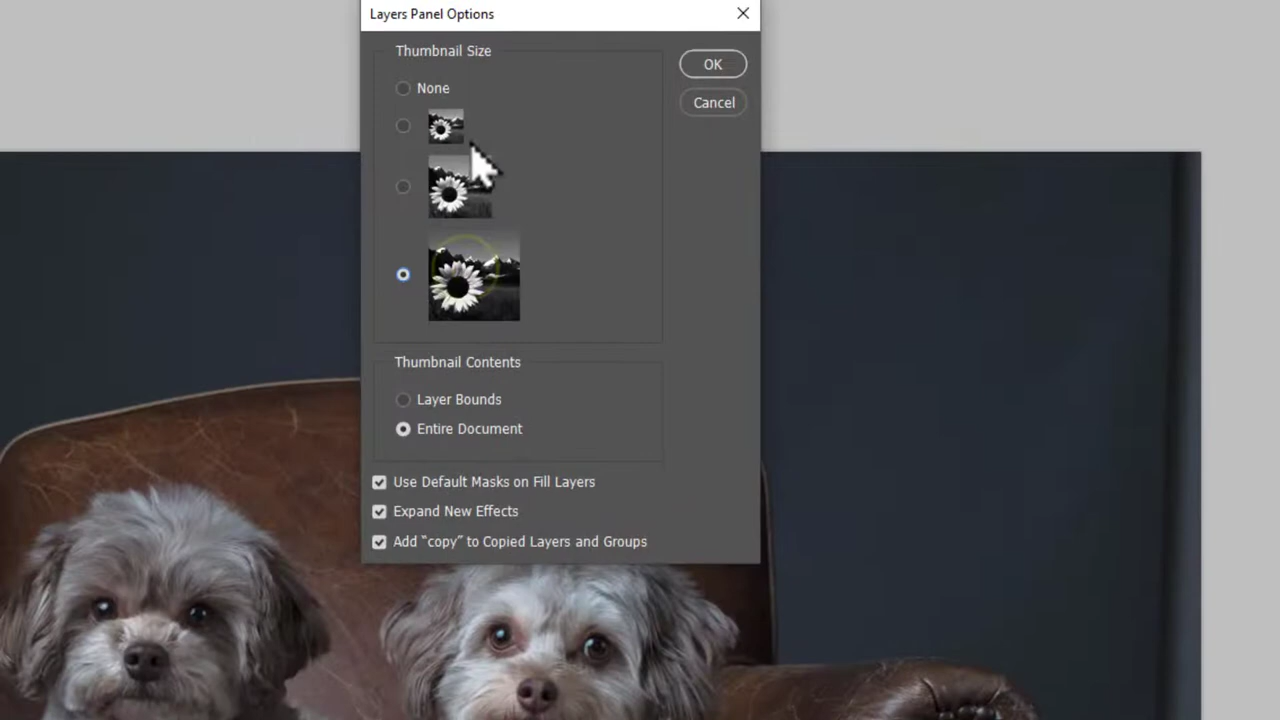 Layers Panel Options
Thumbnail Size
OK
None
Cancel
Thumbnail Contents
Layer Bounds
Entire Document
Use Default Masks on Fill Layers
Expand New Effects
Add “copy” to Copied Layers and Groups